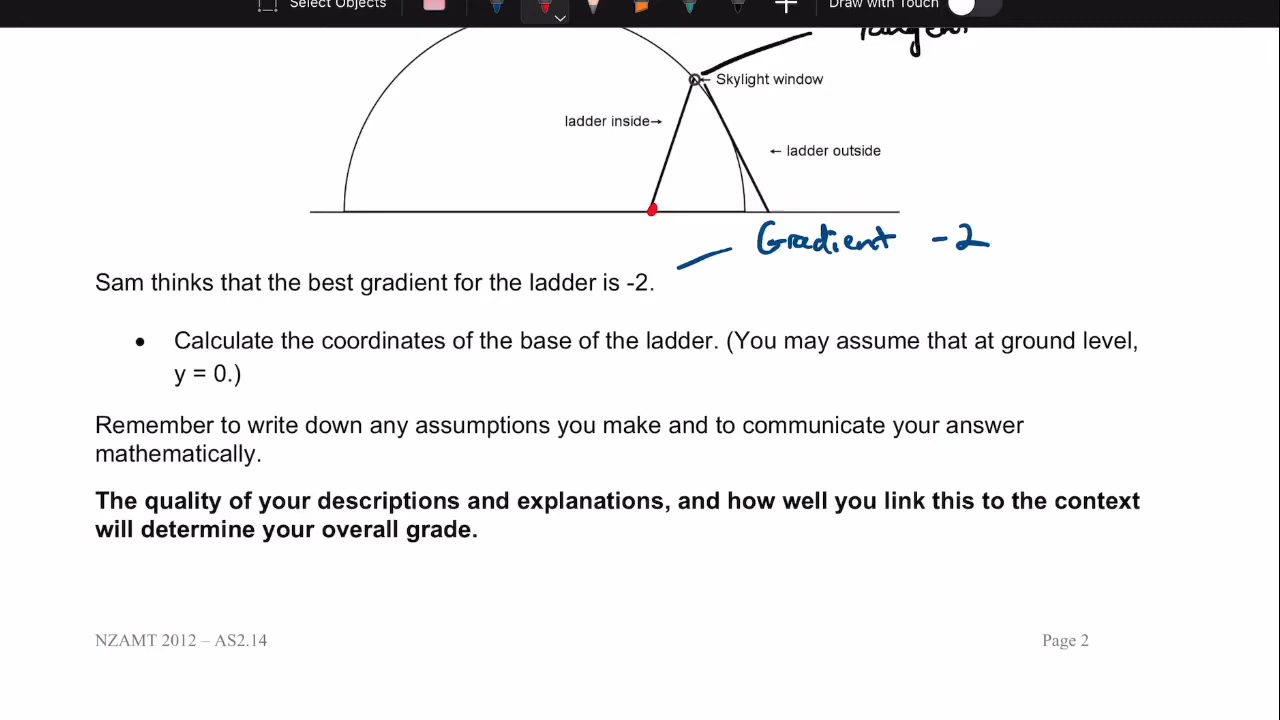 Select Objects
Draw with Touch
Tangent
← Skylight window
ladder inside→
← ladder outside
Gradient -2
Sam thinks that the best gradient for the ladder is -2.
• Calculate the coordinates of the base of the ladder. (You may assume that at ground level,
y = 0.)
Remember to write down any assumptions you make and to communicate your answer
mathematically.
The quality of your descriptions and explanations, and how well you link this to the context
will determine your overall grade.
NZAMT 2012 – AS2.14
Page 2